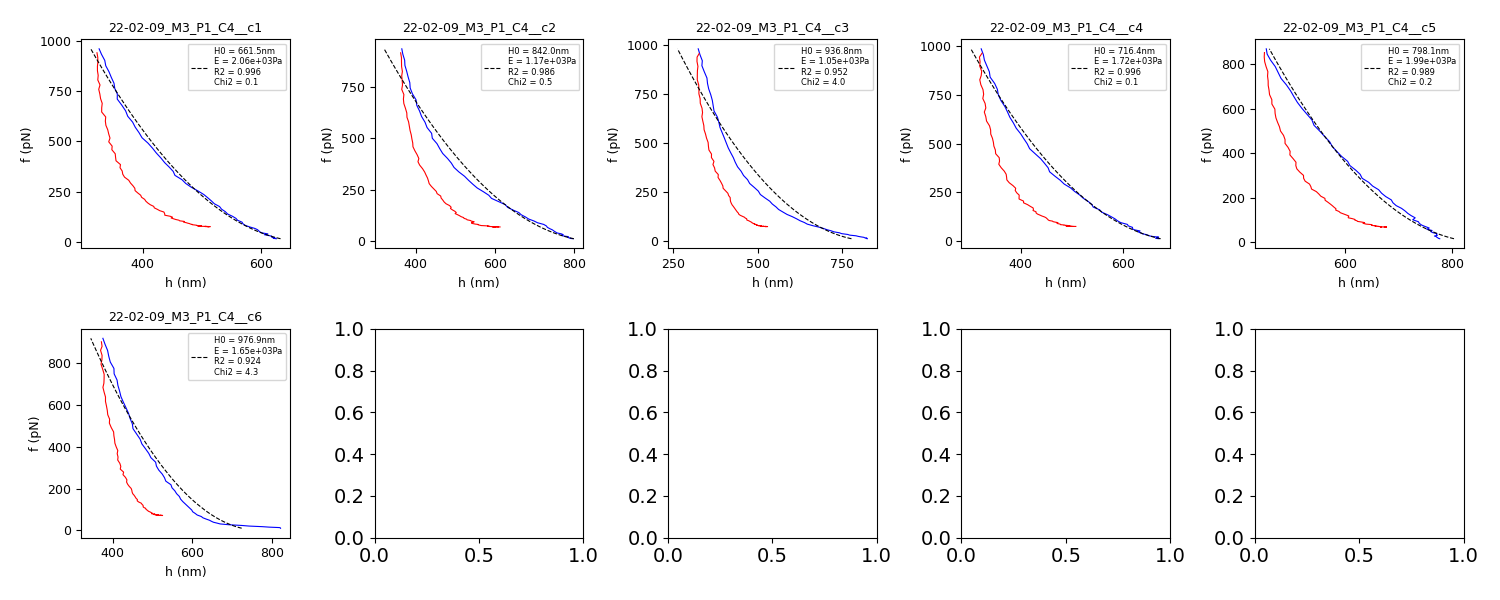 22-02-09_M3_P1_C4__c1
H0 = 661.5nm
E = 2.06e+03Pa
R2 = 0.996
Chi2 = 0.1
1000
750
500
250
0
f (pN)
400
600
h (nm)
22-02-09_M3_P1_C4__c2
H0 = 842.0nm
E = 1.17e+03Pa
R2 = 0.986
Chi2 = 0.5
750
500
250
0
f (pN)
400
600
800
h (nm)
22-02-09_M3_P1_C4__c3
H0 = 936.8nm
E = 1.05e+03Pa
R2 = 0.952
Chi2 = 4.0
1000
750
500
250
0
f (pN)
250
500
750
h (nm)
22-02-09_M3_P1_C4__c4
H0 = 716.4nm
E = 1.72e+03Pa
R2 = 0.996
Chi2 = 0.1
1000
750
500
250
0
f (pN)
400
600
h (nm)
22-02-09_M3_P1_C4__c5
H0 = 798.1nm
E = 1.99e+03Pa
R2 = 0.989
Chi2 = 0.2
800
600
400
200
0
f (pN)
600
800
h (nm)
22-02-09_M3_P1_C4__c6
H0 = 976.9nm
E = 1.65e+03Pa
R2 = 0.924
Chi2 = 4.3
800
600
400
200
0
f (pN)
400
600
800
h (nm)
1.0
0.8
0.6
0.4
0.2
0.0
0.0
0.5
1.0
1.0
0.8
0.6
0.4
0.2
0.0
0.0
0.5
1.0
1.0
0.8
0.6
0.4
0.2
0.0
0.0
0.5
1.0
1.0
0.8
0.6
0.4
0.2
0.0
0.0
0.5
1.0